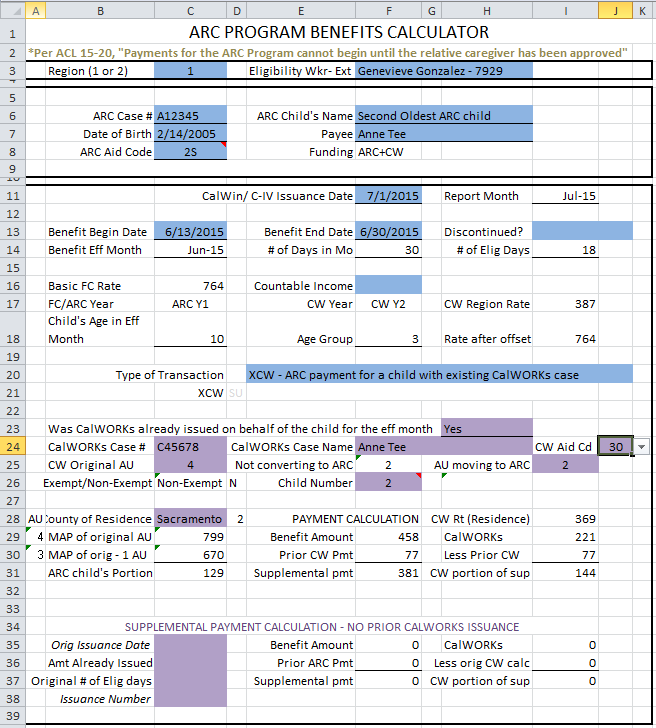 A B C D E F G H I J K
1 ARC PROGRAM BENEFITS CALCULATOR
2 *Per ACL 15-20, "Payments for the ARC Program cannot begin until the relative caregiver has been approved"
3 Region (1 or 2) 1 Eligibility Wkr- Ext Genevieve Gonzalez - 7929
5
6 ARC Case # A12345 ARC Child's Name Second Oldest ARC child
7 Date of Birth 2/14/2005 Payee Anne Tee
8 ARC Aid Code 2S Funding ARC+CW
9
11 CalWin/ C-IV Issuance Date 7/1/2015 Report Month Jul-15
12
13 Benefit Begin Date 6/13/2015 Benefit End Date 6/30/2015 Discontinued?
14 Benefit Eff Month Jun-15 # of Days in Mo 30 # of Elig Days 18
15
16 Basic FC Rate 764 Countable Income
17 FC/ARC Year ARC Y1 CW Year CW Y2 CW Region Rate 387
Child's Age in Eff
18 Month 10 Age Group 3 Rate after offset 764
19
20 Type of Transaction XCW - ARC payment for a child with existing CalWORKs case
21 XCW SU
22
23 Was CalWORKs already issued on behalf of the child for the eff month Yes
24 CalWORKs Case # C45678 CalWORKs Case Name Anne Tee CW Aid Cd 30
25 CW Original AU 4 Not converting to ARC 2 AU moving to ARC 2
26 Exempt/Non-Exempt Non-Exempt N Child Number 2
27
28 AU County of Residence Sacramento 2 PAYMENT CALCULATION CW Rt (Residence) 369
29 4 MAP of original AU 799 Benefit Amount 458 CalWORKs 221
30 3 MAP of orig - 1 AU 670 Prior CW Pmt 77 Less Prior CW 77
31 ARC child's Portion 129 Supplemental pmt 381 CW portion of sup 144
32
33
34 SUPPLEMENTAL PAYMENT CALCULATION - NO PRIOR CALWORKS ISSUANCE
35 Orig Issuance Date Benefit Amount 0 CalWORKs 0
36 Amt Already Issued Prior ARC Pmt 0 Less orig CW calc 0
37 Original # of Elig days Supplemental pmt 0 CW portion of sup 0
38 Issuance Number
39